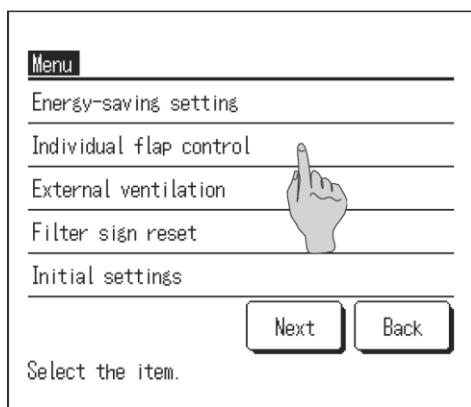 Menu
Energy-saving setting
Individual flap control
External ventilation
Filter sign reset
Initial settings
Next Back
Select the item.